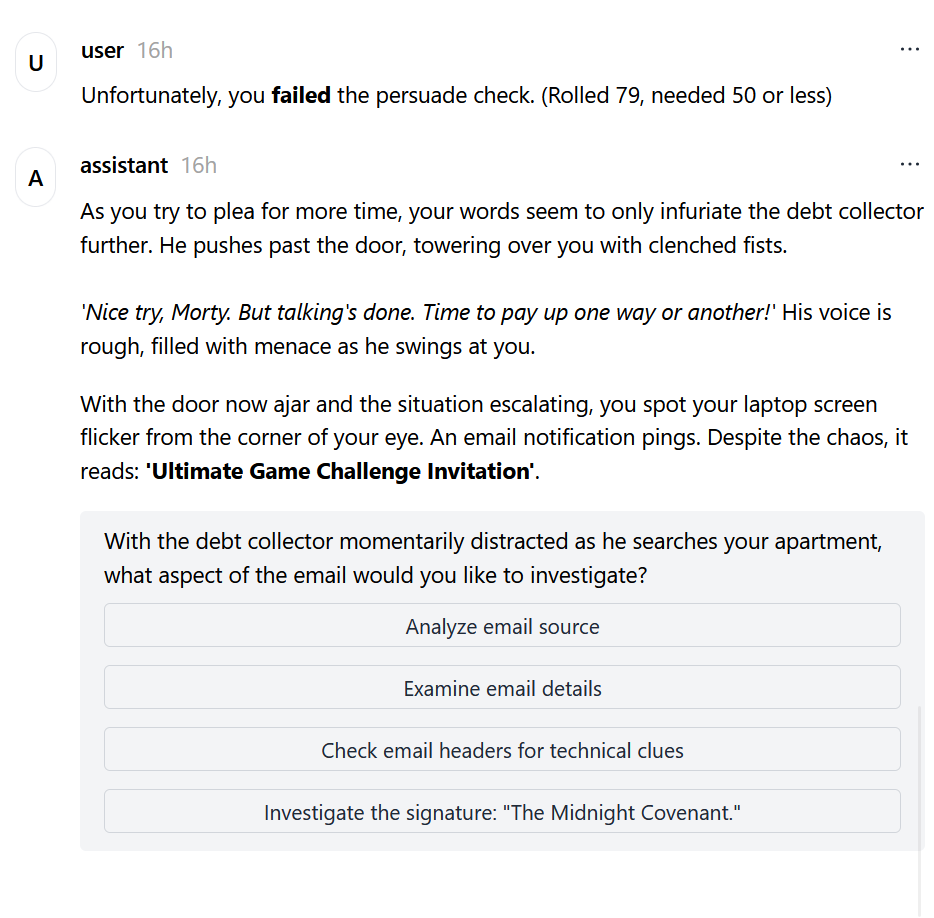 U
user 16h
Unfortunately, you failed the persuade check. (Rolled 79, needed 50 or less)
A
assistant 16h
As you try to plea for more time, your words seem to only infuriate the debt collector
further. He pushes past the door, towering over you with clenched fists.
'Nice try, Morty. But talking's done. Time to pay up one way or another!' His voice is
rough, filled with menace as he swings at you.
With the door now ajar and the situation escalating, you spot your laptop screen
flicker from the corner of your eye. An email notification pings. Despite the chaos, it
reads: 'Ultimate Game Challenge Invitation'.
With the debt collector momentarily distracted as he searches your apartment,
what aspect of the email would you like to investigate?
Analyze email source
Examine email details
Check email headers for technical clues
Investigate the signature: "The Midnight Covenant."